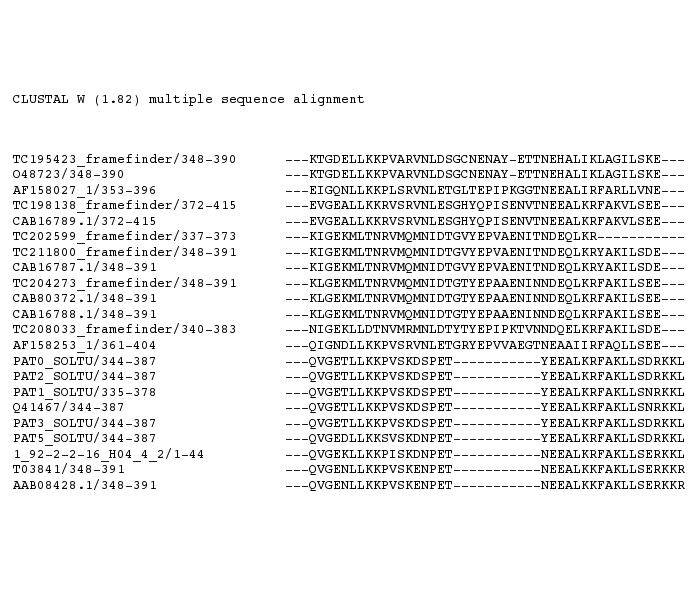 CLUSTAL W (1.82) multiple sequence alignment
TC195423_framefinder/348-390 ---KTGDELLKKPVARVNLDSGCNENAY-ETTNEHALIKLAGILSKE---
O48723/348-390 ---KTGDELLKKPVARVNLDSGCNENAY-ETTNEHALIKLAGILSKE---
AF158027_1/353-396 ---EIGQNLLKKPLSRVNLETGLTEPIPKGGTNEEALIRFARLLVNE---
TC198138_framefinder/372-415 ---EVGEALLKKRVSRVNLESGHYQPISENVTNEEALKRFAKVLSEE---
CAB16789.1/372-415 ---EVGEALLKKRVSRVNLESGHYQPISENVTNEEALKRFAKVLSEE---
TC202599_framefinder/337-373 ---KIGEKMLTNRVMQMNIDTGVYEPVAENITNDEQLKR-----------
TC211800_framefinder/348-391 ---KIGEKMLTNRVMQMNIDTGVYEPVAENITNDEQLKRYAKILSDE---
CAB16787.1/348-391 ---KIGEKMLTNRVMQMNIDTGVYEPVAENITNDEQLKRYAKILSDE---
TC204273_framefinder/348-391 ---KLGEKMLTNRVMQMNIDTGTYEPAAENINNDEQLKRFAKILSEE---
CAB80372.1/348-391 ---KLGEKMLTNRVMQMNIDTGTYEPAAENINNDEQLKRFAKILSEE---
CAB16788.1/348-391 ---KLGEKMLTNRVMQMNIDTGTYEPAAENINNDEQLKRFAKILSEE---
TC208033_framefinder/340-383 ---NIGEKLLDTNVMRMNLDTYTYEPIPKTVNNDQELKRFAKILSDE---
AF158253_1/361-404 ---QIGNDLLKKPVSRVNLETGRYEPVVAEGTNEAAIIRFAQLLSEE---
PAT0_SOLTU/344-387 ---QVGETLLKKPVSKDSPET-----------YEEALKRFAKLLSDRKKL
PAT2_SOLTU/344-387 ---QVGETLLKKPVSKDSPET-----------YEEALKRFAKLLSDRKKL
PAT1_SOLTU/335-378 ---QVGETLLKKPVSKDSPET-----------YEEALKRFAKLLSNRKKL
Q41467/344-387 ---QVGETLLKKPVSKDSPET-----------YEEALKRFAKLLSNRKKL
PAT3_SOLTU/344-387 ---QVGETLLKKPVSKDSPET-----------YEEALKRFAKLLSDRKKL
PAT5_SOLTU/344-387 ---QVGEDLLKKSVSKDNPET-----------YEEALKRFAKLLSDRKKL
1_92-2-2-16_H04_4_2/1-44 ---QVGEKLLKKPISKDNPET-----------NEEALKRFAKLLSERKKL
T03841/348-391 ---QVGENLLKKPVSKENPET-----------NEEALKKFAKLLSERKKR
AAB08428.1/348-391 ---QVGENLLKKPVSKENPET-----------NEEALKKFAKLLSERKKR